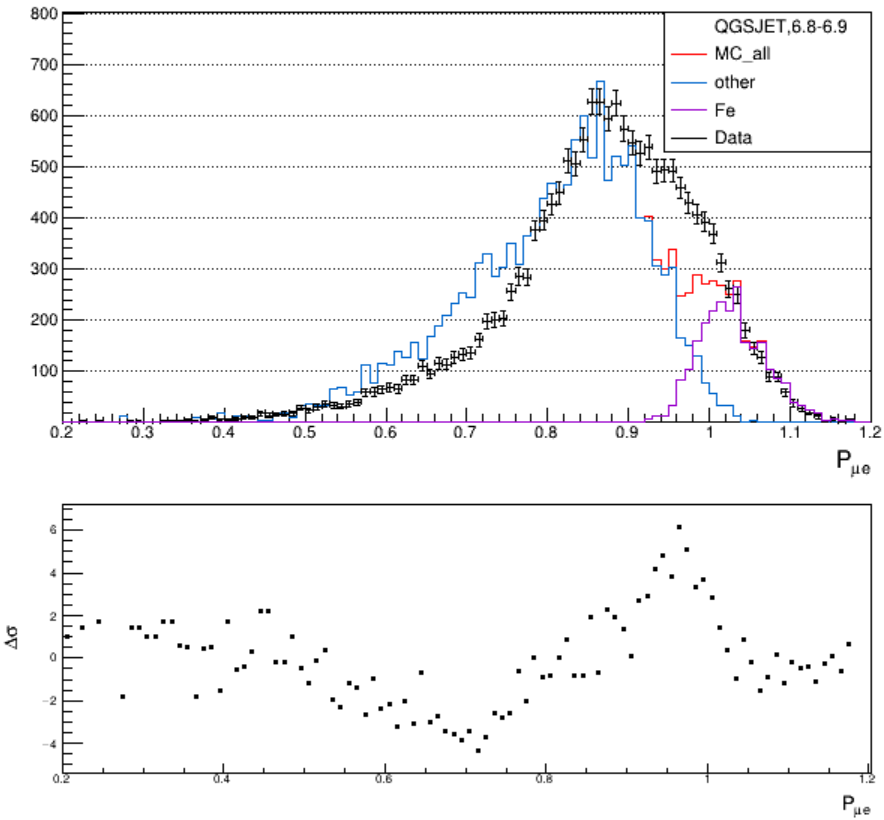 800
700
600
500
400
300
200
100
QGSJET,6.8-6.9
MC_all
other
Fe
Data
0.2 0.3 0.4 0.5 0.6 0.7 0.8 0.9 1 1.1 1.2
Pμe
6
4
2
0
−2
−4
Δσ
0.2 0.4 0.6 0.8 1 1.2
Pμe